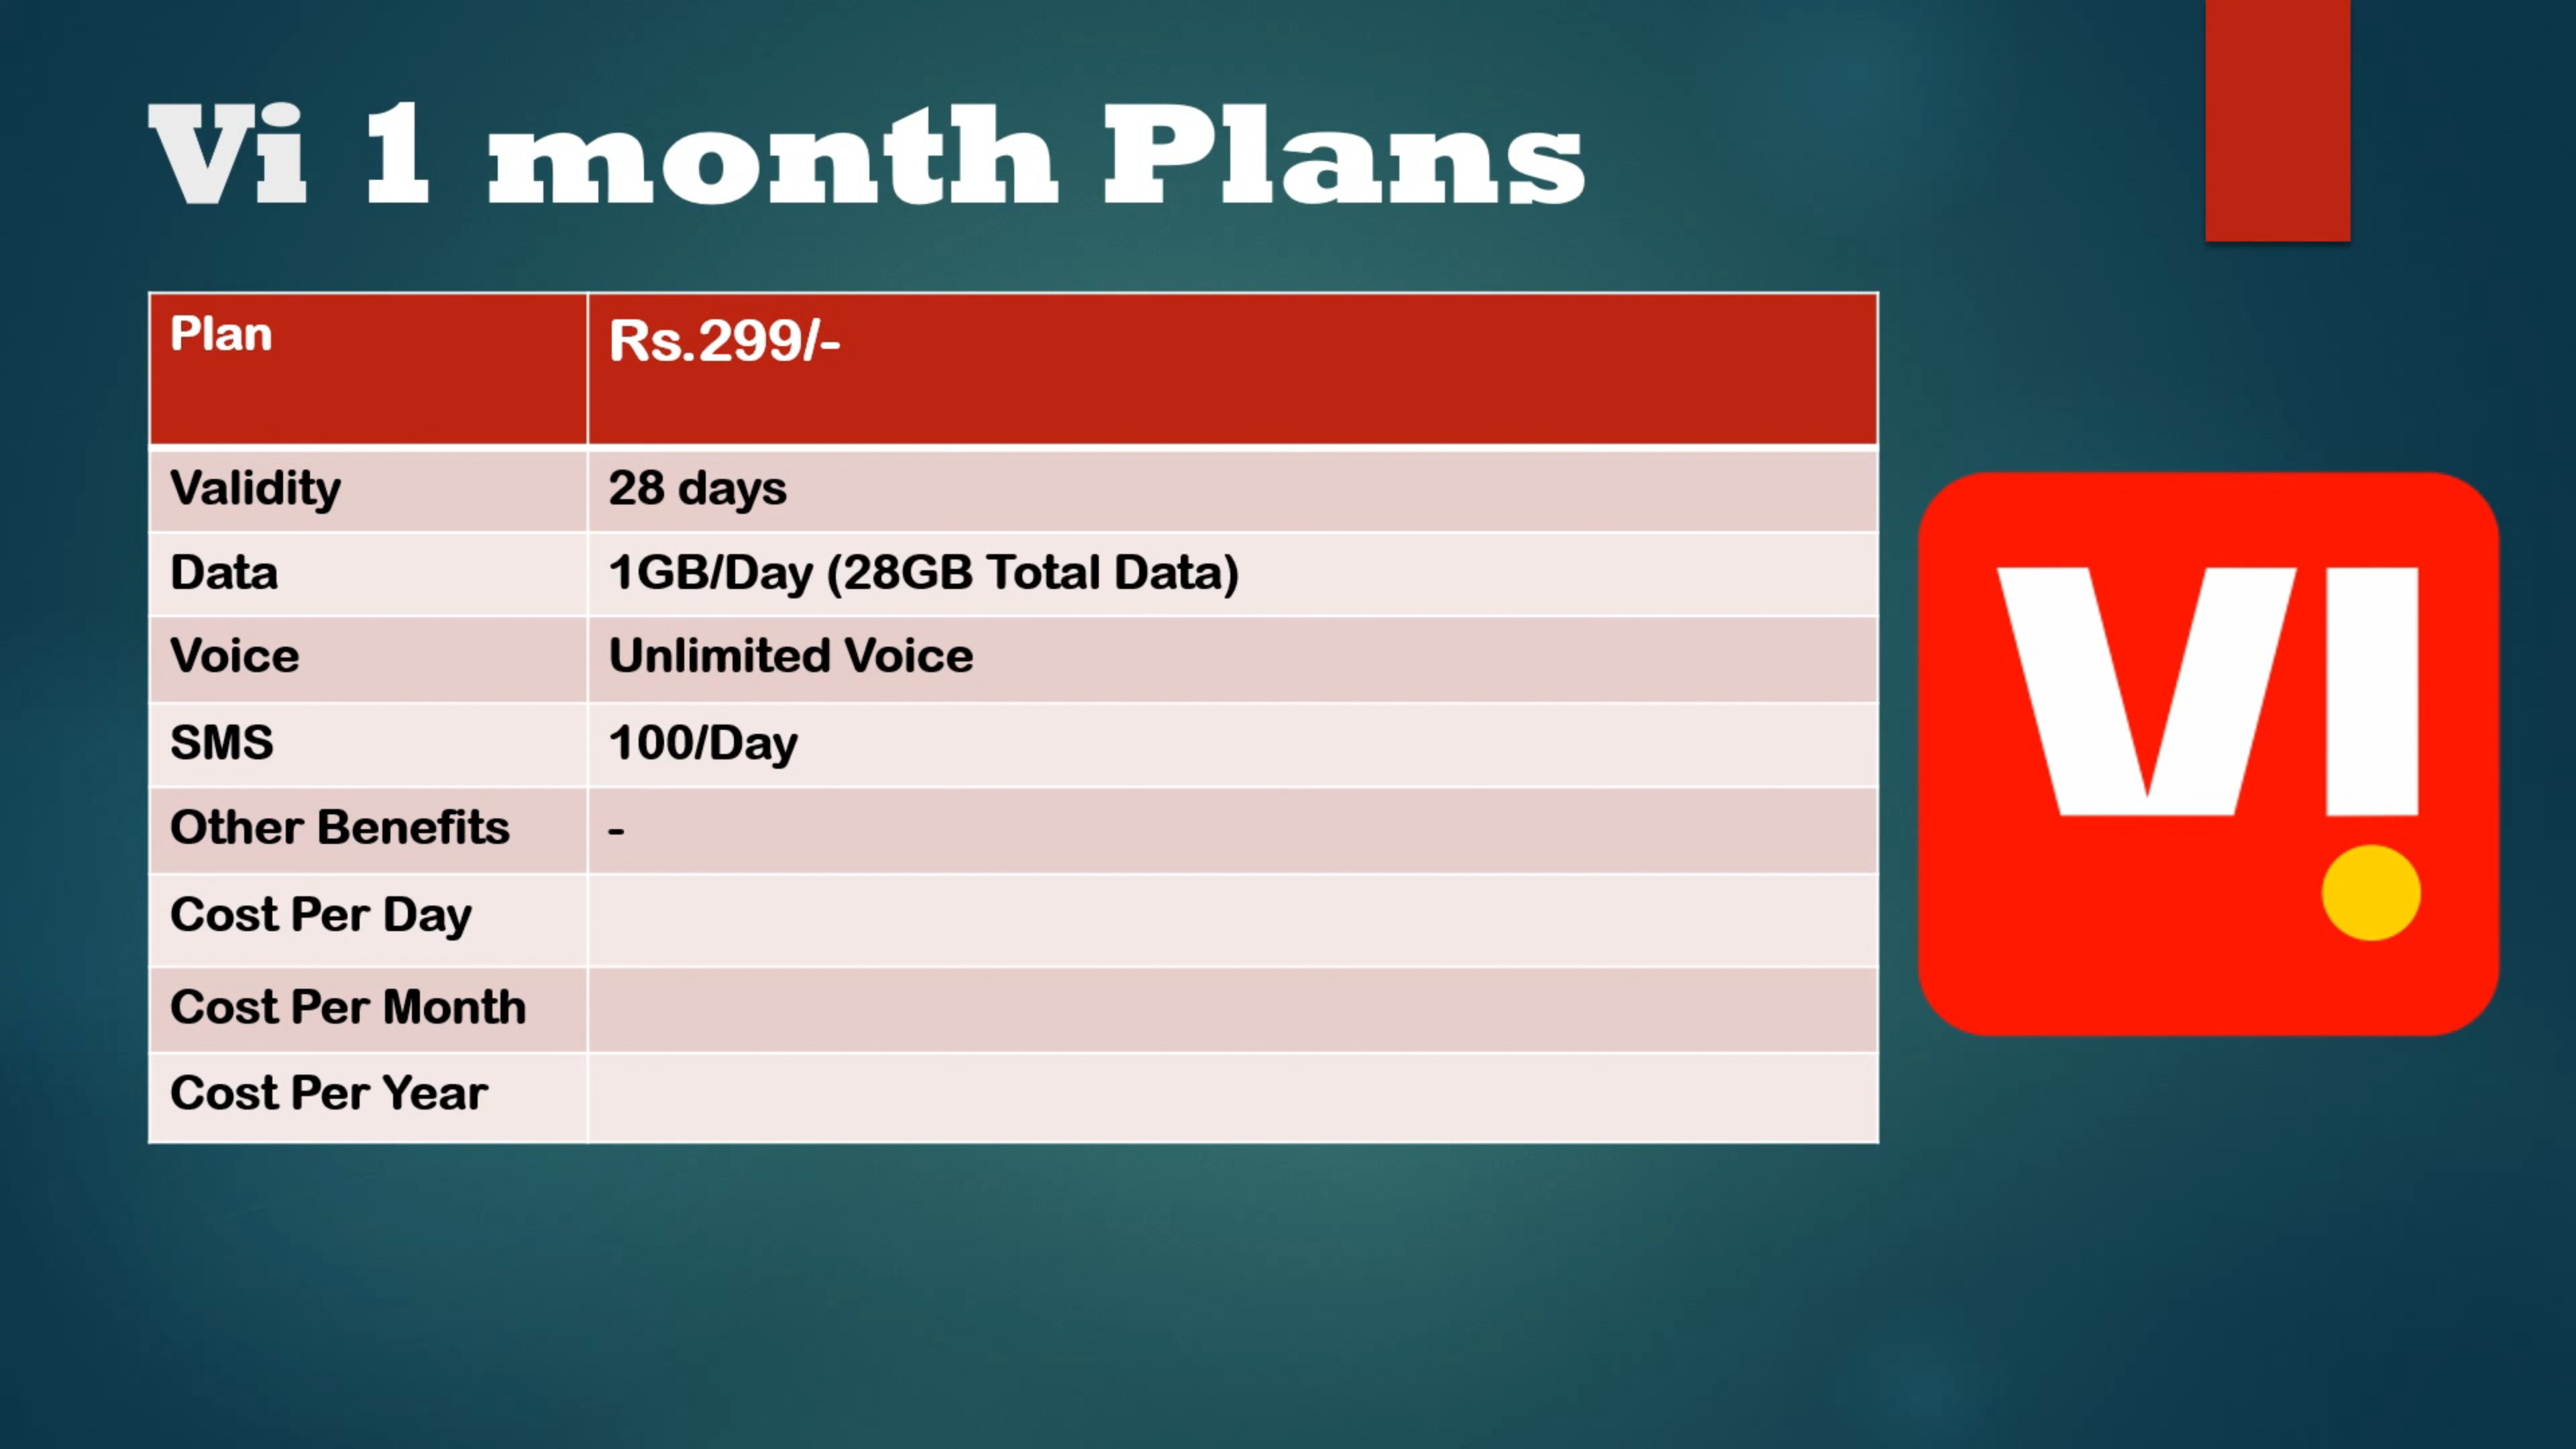 Vi 1 month Plans
Plan Rs.299/-
Validity 28 days
Data 1GB/Day (28GB Total Data)
Voice Unlimited Voice
SMS 100/Day
Other Benefits -
Cost Per Day
Cost Per Month
Cost Per Year
VI